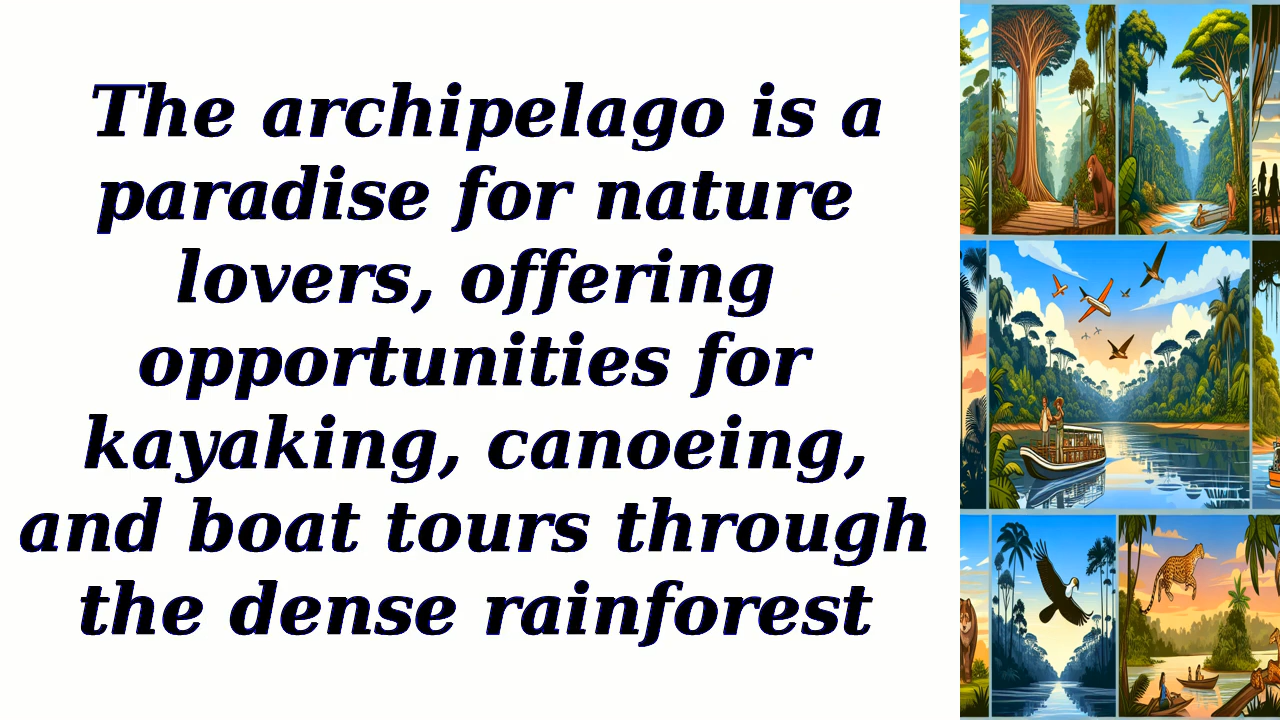 The archipelago is a
paradise for nature
lovers, offering
opportunities for
kayaking, canoeing,
and boat tours through
the dense rainforest